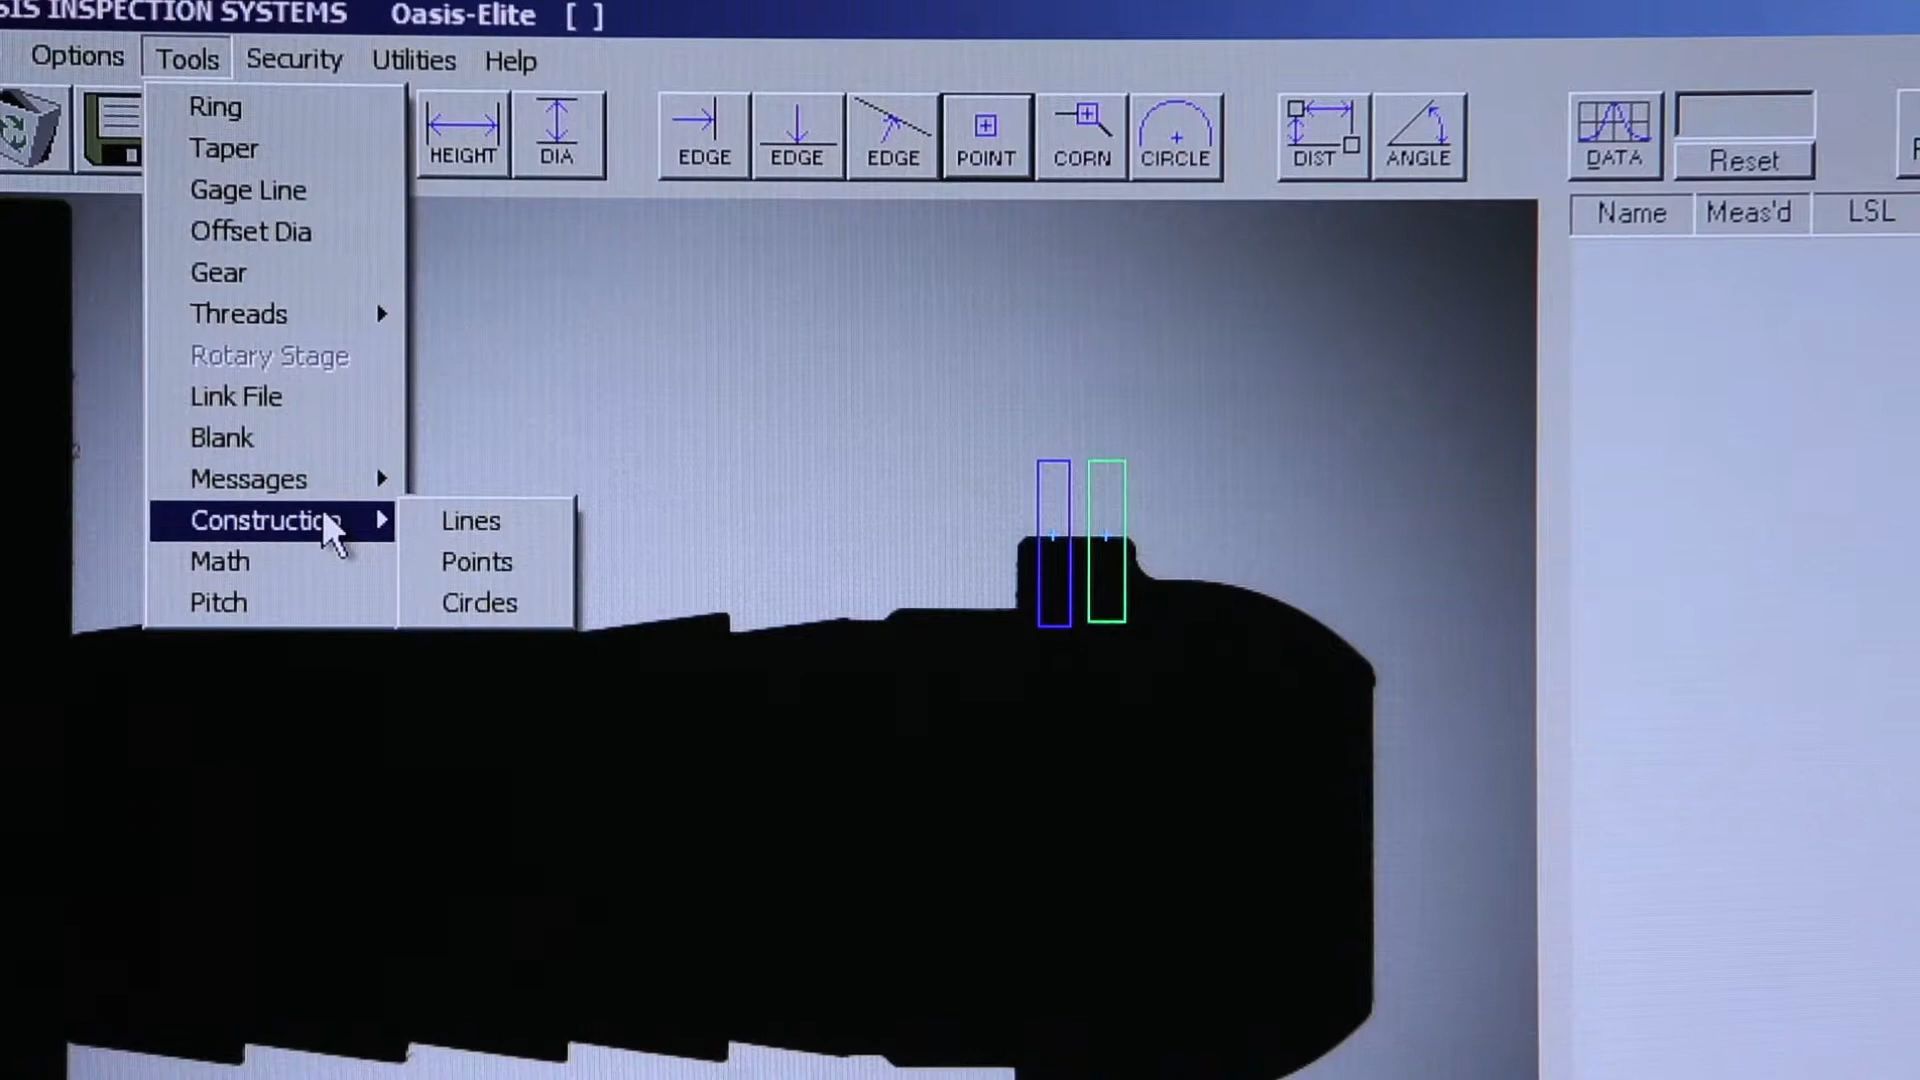 SIS INSPECTION SYSTEMS Oasis-Elite [ ]
Options Tools Security Utilities Help
HEIGHT DIA EDGE EDGE EDGE POINT CORN CIRCLE DIST ANGLE DATA Reset
Name Meas'd LSL
Ring
Taper
Gage Line
Offset Dia
Gear
Threads
Rotary Stage
Link File
Blank
Messages
Construction
Lines
Math
Points
Pitch
Circles